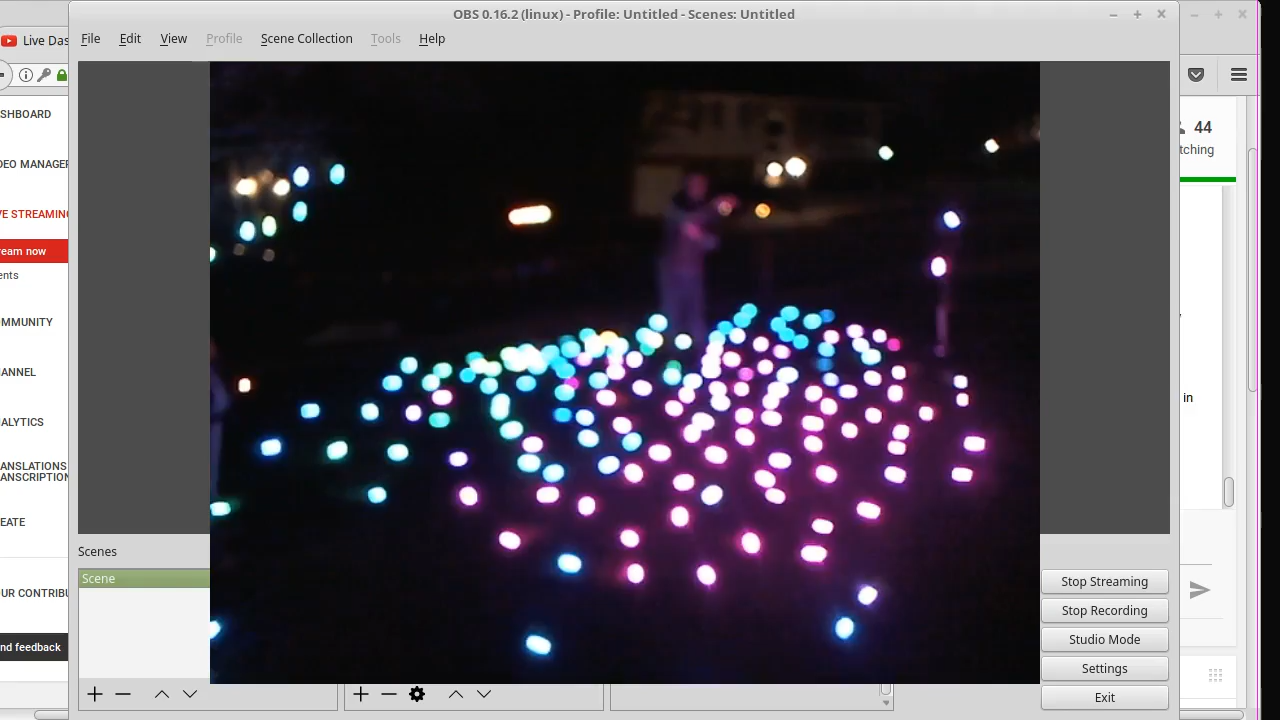 OBS 0.16.2 (linux) - Profile: Untitled - Scenes: Untitled
Live Das
File Edit View Profile Scene Collection Tools Help
SHBOARD
44
tching
DEO MANAGER
VE STREAMING
ream now
ents
MMUNITY
ANNEL
in
ALYTICS
ANSLATIONS
ANSCRIPTION
EATE
Scenes
Scene
Stop Streaming
OUR CONTRIBU
Stop Recording
Studio Mode
nd feedback
Settings
Exit